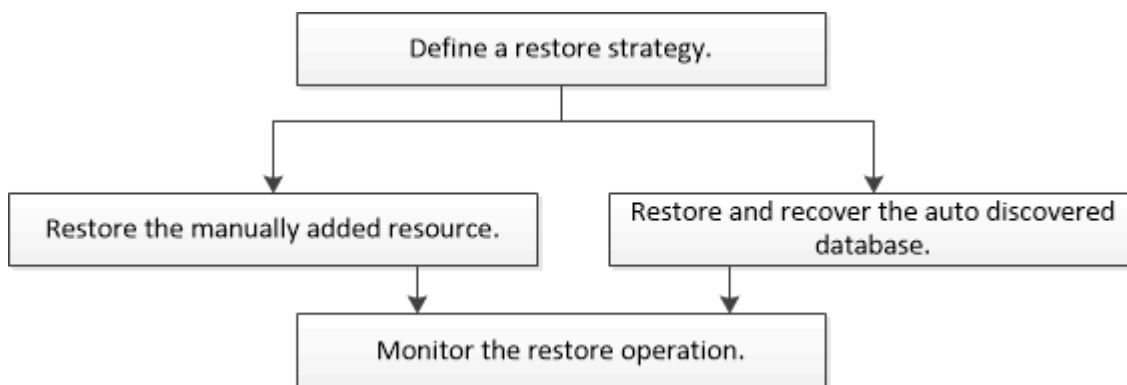 Define a restore strategy.
Restore the manually added resource.
Restore and recover the auto discovered
database.
Monitor the restore operation.